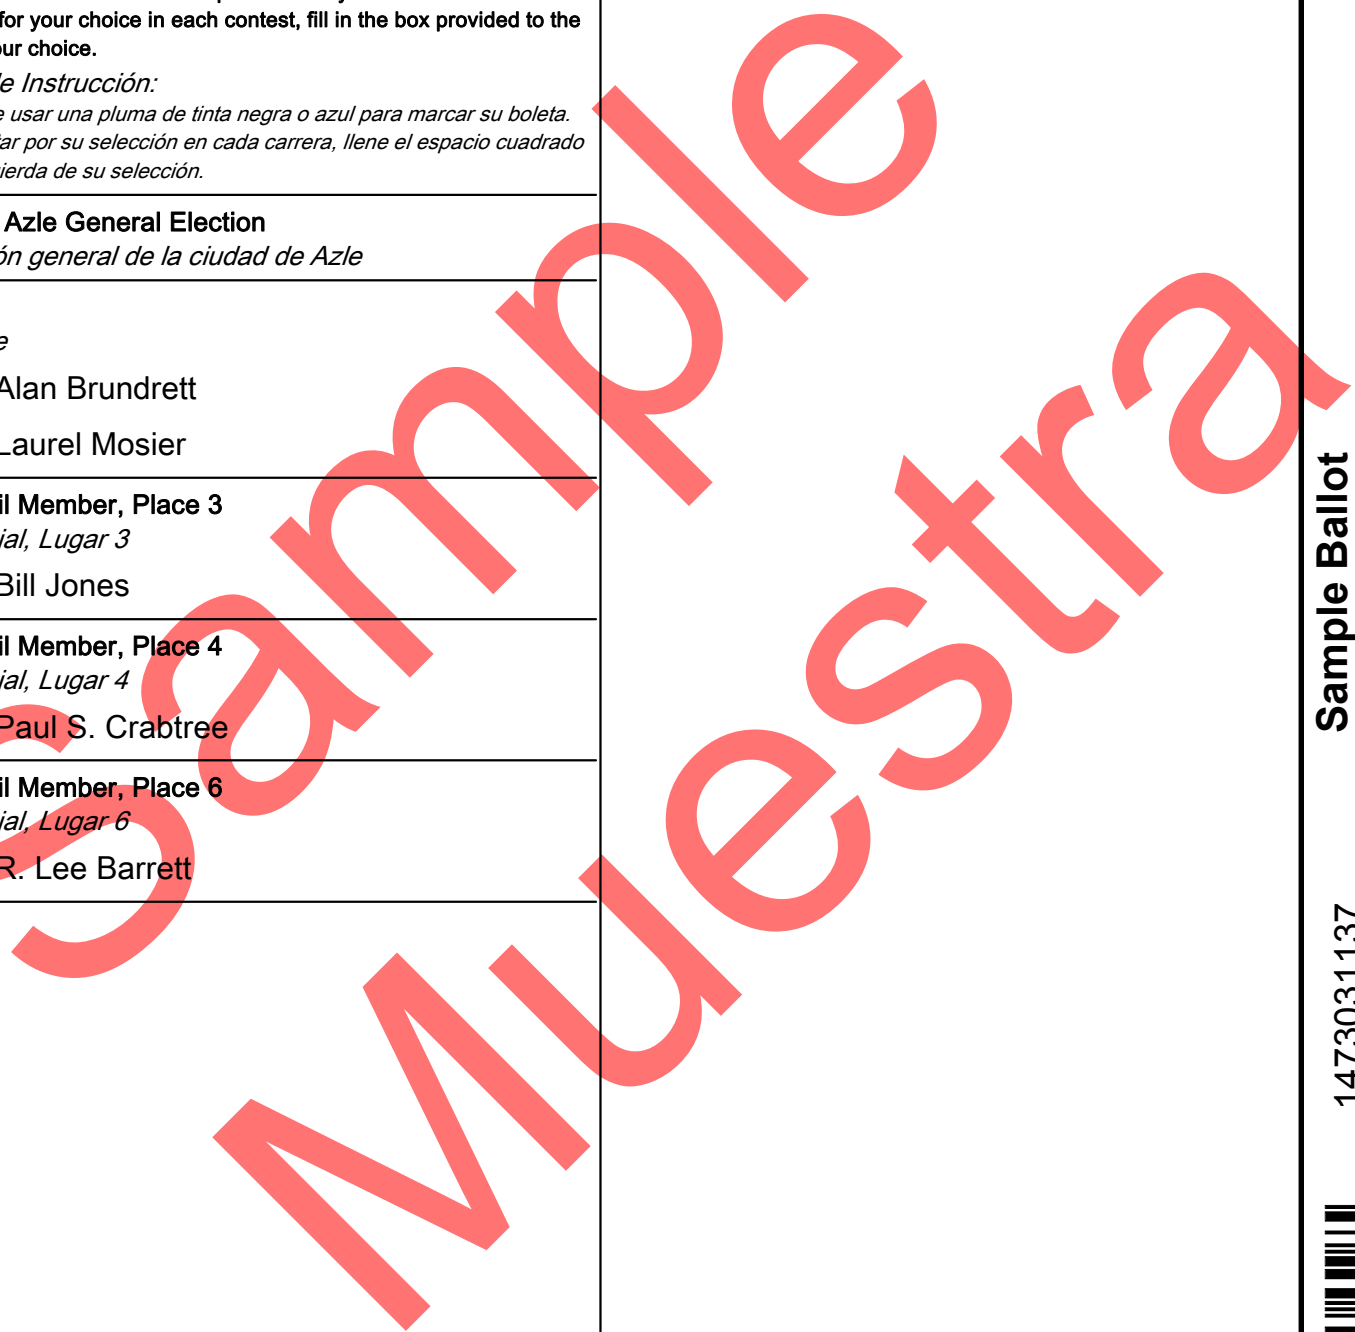 for your choice in each contest, fill in the box provided to the
our choice.
de Instrucción:
e usar una pluma de tinta negra o azul para marcar su boleta.
tar por su selección en cada carrera, llene el espacio cuadrado
uierda de su selección.
Azle General Election
ón general de la ciudad de Azle
e
Alan Brundrett
Laurel Mosier
il Member, Place 3
ial, Lugar 3
Bill Jones
il Member, Place 4
ial, Lugar 4
Paul S. Crabtree
il Member, Place 6
ial, Lugar 6
R. Lee Barrett
Sample
Muestra
Sample Ballot
1473031137